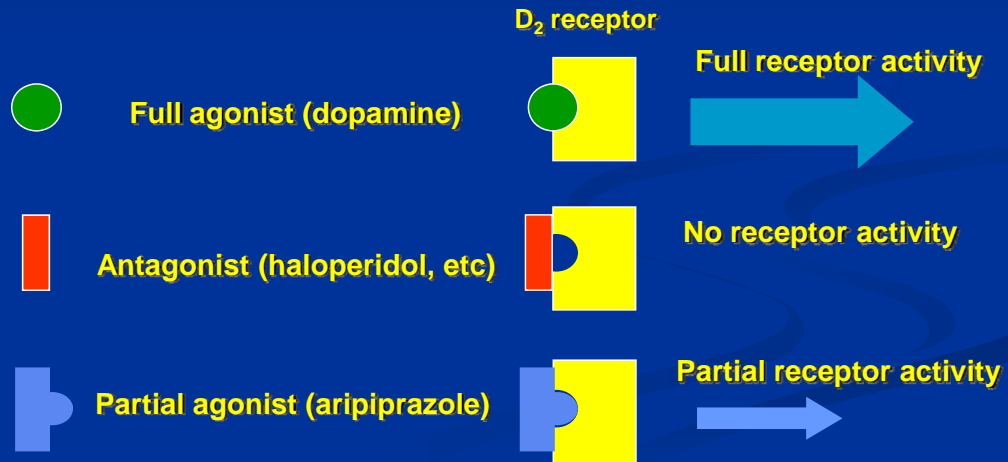 D₂ receptor
Full agonist (dopamine)
Full receptor activity
Antagonist (haloperidol, etc)
No receptor activity
Partial agonist (aripiprazole)
Partial receptor activity